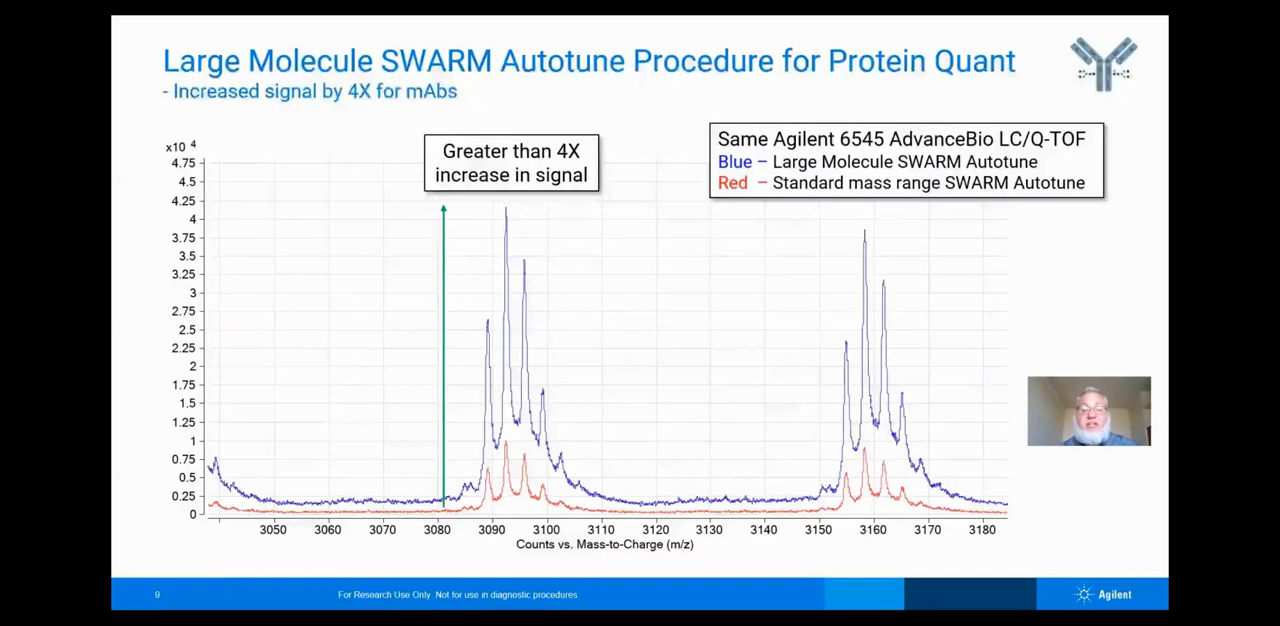 Large Molecule SWARM Autotune Procedure for Protein Quant
- Increased signal by 4X for mAbs
Greater than 4X
increase in signal
Same Agilent 6545 AdvanceBio LC/Q-TOF
Blue – Large Molecule SWARM Autotune
Red – Standard mass range SWARM Autotune
x10 4
4.75
4.5
4.25
4
3.75
3.5
3.25
3
2.75
2.5
2.25
2
1.75
1.5
1.25
1
0.75
0.5
0.25
0
3050 3060 3070 3080 3090 3100 3110 3120 3130 3140 3150 3160 3170 3180
Counts vs. Mass-to-Charge (m/z)
9
For Research Use Only. Not for use in diagnostic procedures.
Agilent